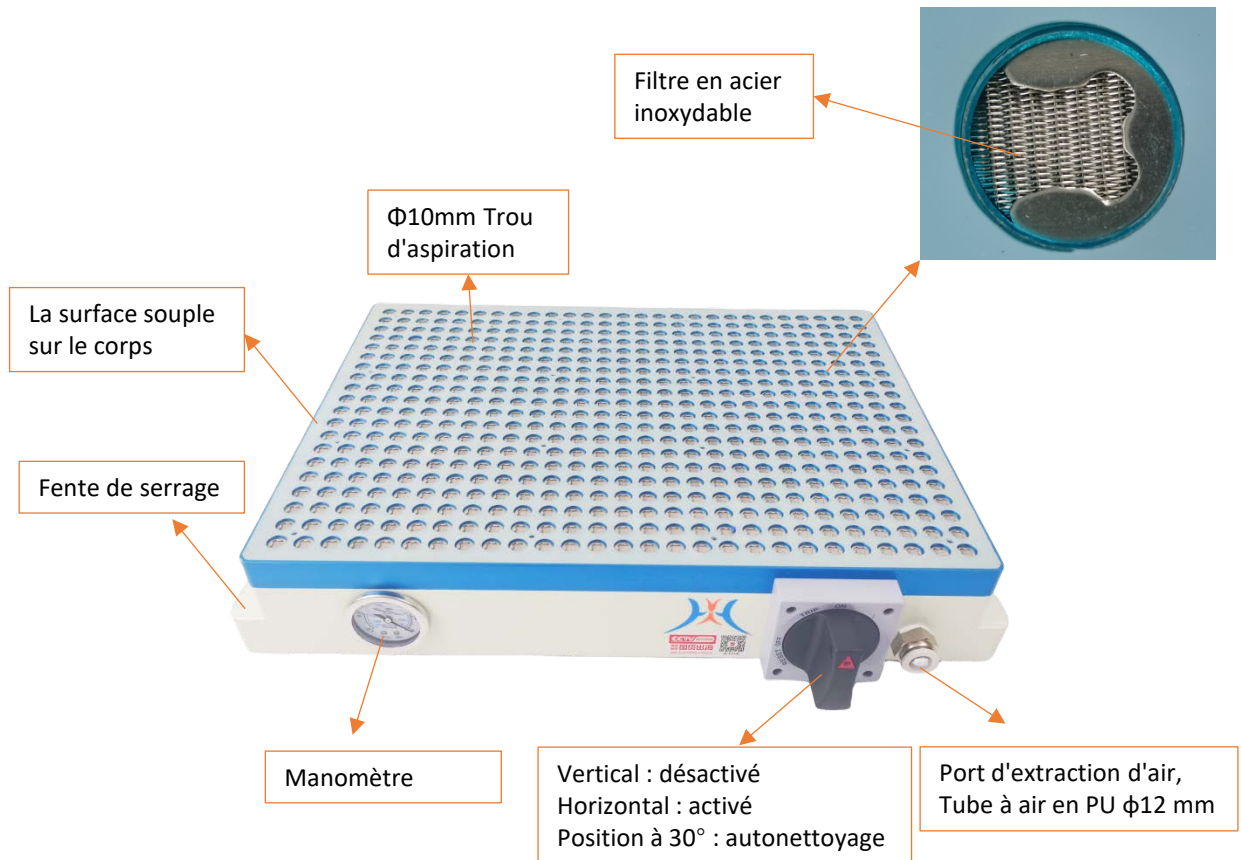 Filtre en acier
inoxydable
Φ10mm Trou
d'aspiration
La surface souple
sur le corps
Fente de serrage
TRIP
ON
RESET
Manomètre
Vertical : désactivé
Horizontal : activé
Position à 30° : autonettoyage
Port d'extraction d'air,
Tube à air en PU ϕ12 mm